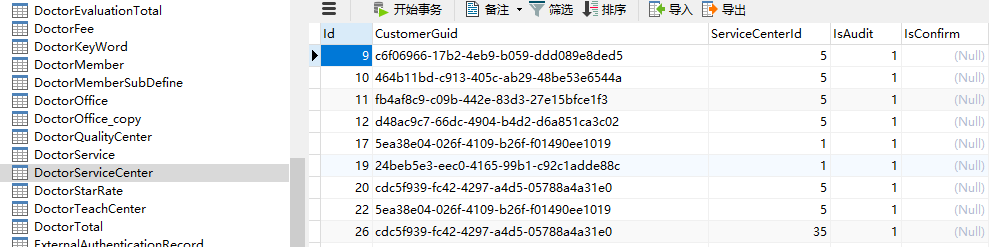 DoctorEvaluationTotal
DoctorFee
DoctorKeyWord
DoctorMember
DoctorMemberSubDefine
DoctorOffice
DoctorOffice_copy
DoctorQualityCenter
DoctorService
DoctorServiceCenter
DoctorStarRate
DoctorTeachCenter
DoctorTotal
ExternalAuthenticationRecord
开始事务 备注 筛选 排序 导入 导出
Id CustomerGuid ServiceCenterId IsAudit IsConfirm
9 c6f06966-17b2-4eb9-b059-ddd089e8ded5 5 1 (Null)
10 464b11bd-c913-405c-ab29-48be53e6544a 5 1 (Null)
11 fb4af8c9-c09b-442e-83d3-27e15bfce1f3 5 1 (Null)
12 d48ac9c7-66dc-4904-b4d2-d6a851ca3c02 5 1 (Null)
17 5ea38e04-026f-4109-b26f-f01490ee1019 1 1 (Null)
19 24beb5e3-eec0-4165-99b1-c92c1adde88c 1 1 (Null)
20 cdc5f939-fc42-4297-a4d5-05788a4a31e0 5 1 (Null)
22 5ea38e04-026f-4109-b26f-f01490ee1019 5 1 (Null)
26 cdc5f939-fc42-4297-a4d5-05788a4a31e0 35 1 (Null)